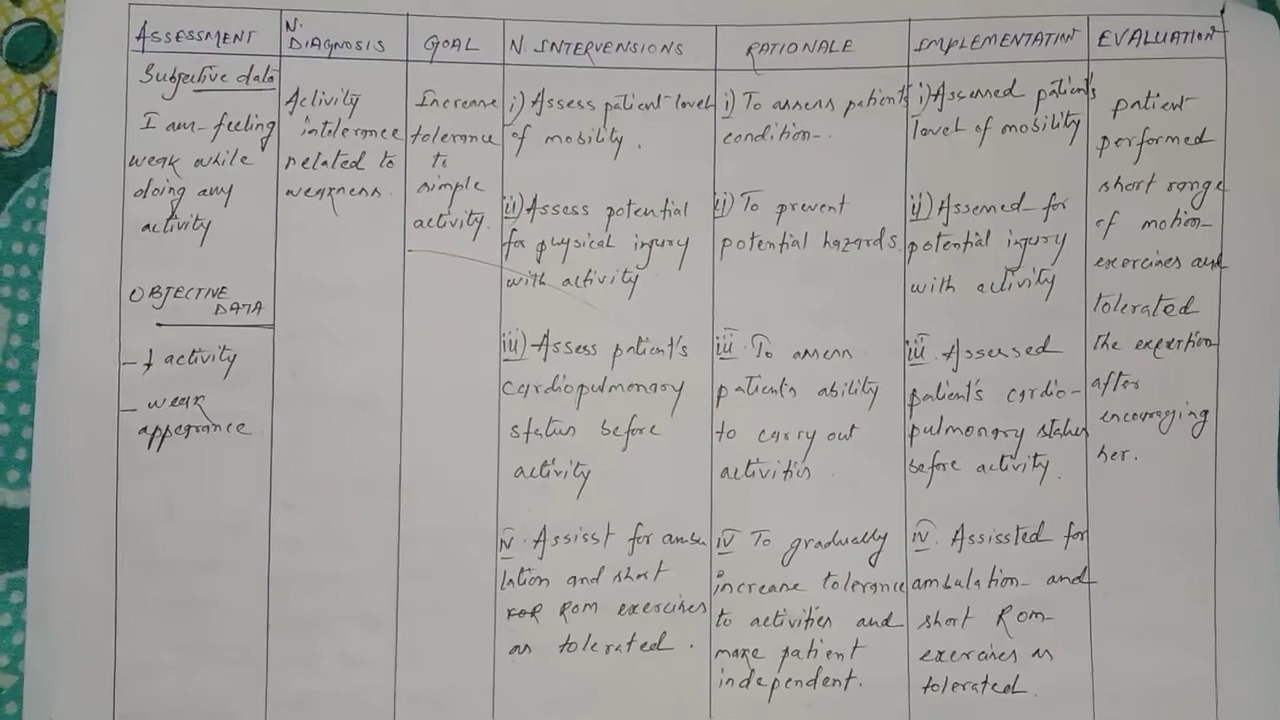 ASSESSMENT
Subjective data
I am feeling
weak while
doing any
activity
OBJECTIVE
DATA
- ↓ activity
- weak
appearance
N.
DIAGNOSIS
Activity
intolerence
related to
weakness.
GOAL
Increase
tolerance
to
simple
activity.
N. INTERVENSIONS
i) Assess patient level
of mobility.
ii) Assess potential
for physical injury
with activity
iii) Assess patient's
cardiopulmonary
status before
activity
iv. Assisst for ambu
lation and short
ROM exercises
as tolerated.
RATIONALE
i) To assess patient's
condition.
ii) To prevent
potential hazards.
iii. To assess
patient's ability
to carry out
activities
iv To gradually
increase tolerance
to activities and
make patient
independent.
IMPLEMENTATION
i) Assessed patient's
level of mobility
ii) Assessed for
potential injury
with activity
iii. Assessed
patient's cardio-
pulmonary status
before activity.
iv. Assissted for
ambulation and
short ROM
exercises as
tolerated.
EVALUATION
patient
performed
short range
of motion
exercises and
tolerated
the exertion
after
encouraging
her.